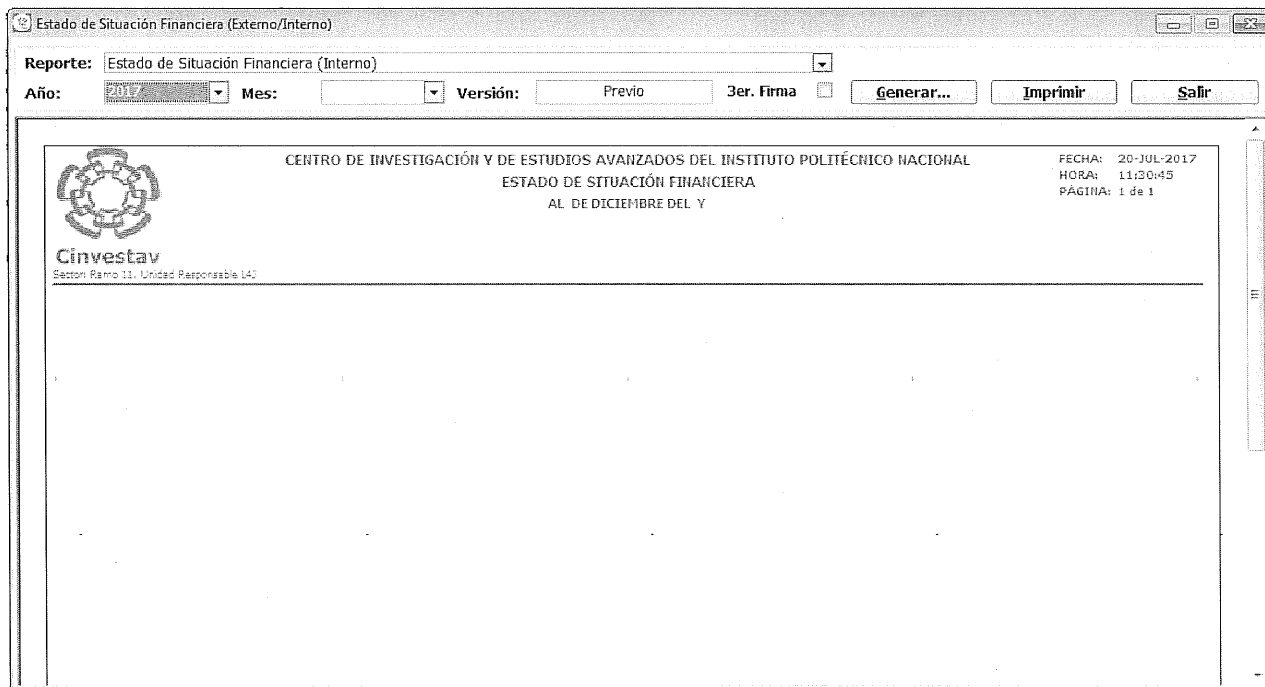 Estado de Situación Financiera (Externo/Interno)
Reporte: Estado de Situación Financiera (Interno)
Año: 2017 Mes: Versión: Previo 3er. Firma Generar... Imprimir Salir
CENTRO DE INVESTIGACIÓN Y DE ESTUDIOS AVANZADOS DEL INSTITUTO POLITÉCNICO NACIONAL
ESTADO DE SITUACIÓN FINANCIERA
AL DE DICIEMBRE DEL Y
FECHA: 20-JUL-2017
HORA: 11:30:45
PÁGINA: 1 de 1
Cinvestav
Sector: Ramo 11, Unidad Responsable L4J